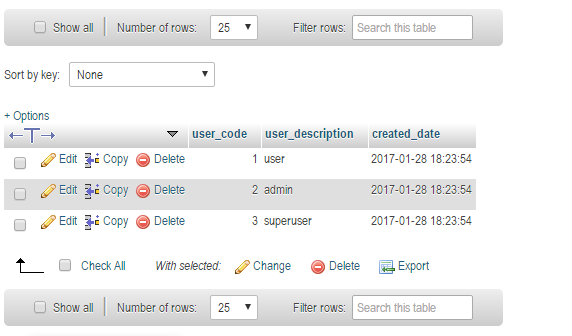 Show all Number of rows: 25 Filter rows: Search this table
Sort by key: None
+ Options
user_code user_description created_date
Edit Copy Delete 1 user 2017-01-28 18:23:54
Edit Copy Delete 2 admin 2017-01-28 18:23:54
Edit Copy Delete 3 superuser 2017-01-28 18:23:54
Check All With selected: Change Delete Export
Show all Number of rows: 25 Filter rows: Search this table